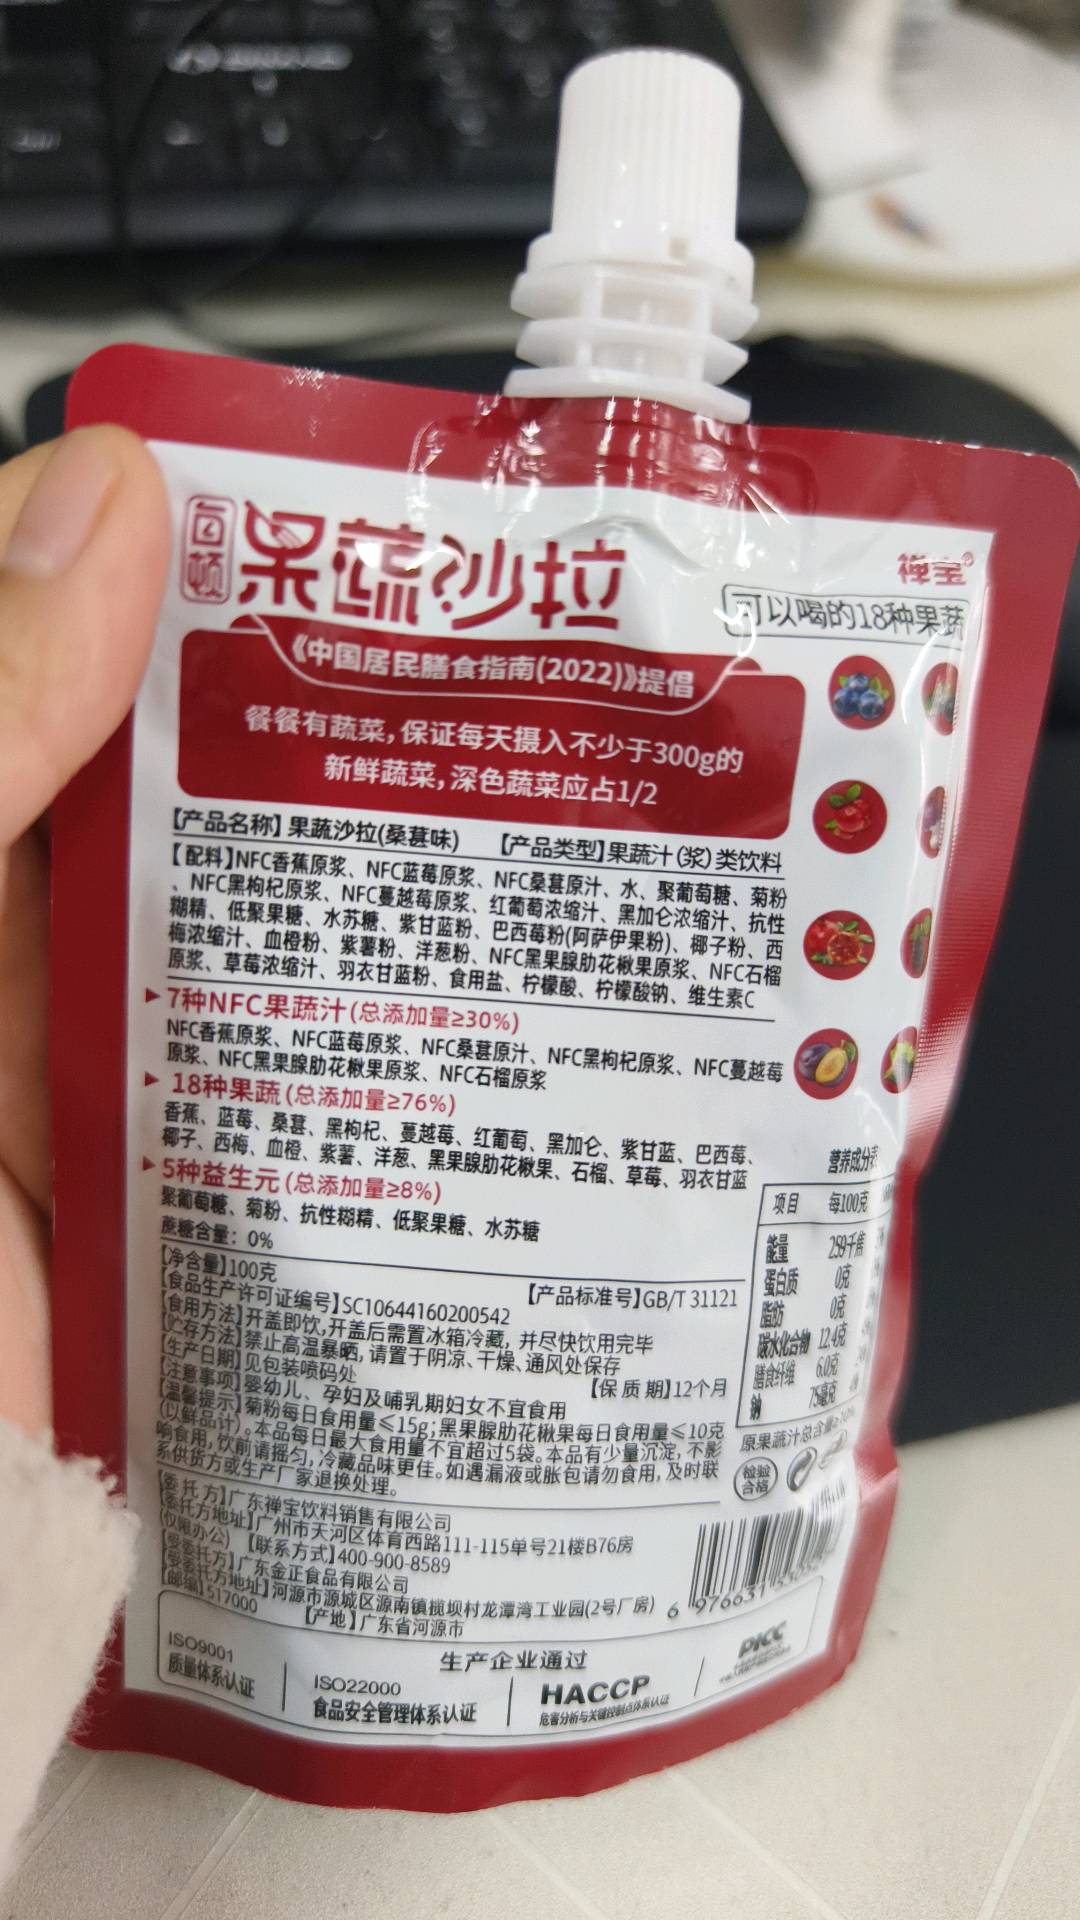 每顿 果蔬沙拉
禅宝®
可以喝的18种果蔬
《中国居民膳食指南(2022)》提倡
餐餐有蔬菜,保证每天摄入不少于300g的
新鲜蔬菜,深色蔬菜应占1/2
【产品名称】果蔬沙拉(桑葚味) 【产品类型】果蔬汁(浆)类饮料
【配料】NFC香蕉原浆、NFC蓝莓原浆、NFC桑葚原汁、水、聚葡萄糖、菊粉
、NFC黑枸杞原浆、NFC蔓越莓原浆、红葡萄浓缩汁、黑加仑浓缩汁、抗性
糊精、低聚果糖、水苏糖、紫甘蓝粉、巴西莓粉(阿萨伊果粉)、椰子粉、西
梅浓缩汁、血橙粉、紫薯粉、洋葱粉、NFC黑果腺肋花楸果原浆、NFC石榴
原浆、草莓浓缩汁、羽衣甘蓝粉、食用盐、柠檬酸、柠檬酸钠、维生素C
7种NFC果蔬汁(总添加量≥30%)
NFC香蕉原浆、NFC蓝莓原浆、NFC桑葚原汁、NFC黑枸杞原浆、NFC蔓越莓
原浆、NFC黑果腺肋花楸果原浆、NFC石榴原浆
18种果蔬(总添加量≥76%)
香蕉、蓝莓、桑葚、黑枸杞、蔓越莓、红葡萄、黑加仑、紫甘蓝、巴西莓、
椰子、西梅、血橙、紫薯、洋葱、黑果腺肋花楸果、石榴、草莓、羽衣甘蓝
5种益生元(总添加量≥8%)
聚葡萄糖、菊粉、抗性糊精、低聚果糖、水苏糖
蔗糖含量：0%
【净含量】100克
【食品生产许可证编号】SC10644160200542 【产品标准号】GB/T 31121
【食用方法】开盖即饮,开盖后需置冰箱冷藏,并尽快饮用完毕
【贮存方法】禁止高温暴晒,请置于阴凉、干燥、通风处保存
【生产日期】见包装喷码处 【保质期】12个月
【注意事项】婴幼儿、孕妇及哺乳期妇女不宜食用
【温馨提示】菊粉每日食用量≤15g;黑果腺肋花楸果每日食用量≤10克
(以鲜品计)。本品每日最大食用量不宜超过5袋。本品有少量沉淀,不影
响食用,饮前请摇匀,冷藏品味更佳。如遇漏液或胀包请勿食用,及时联
系供货方或生产厂家退换处理。
营养成分表
项目 每100克
能量 259千焦
蛋白质 0克
脂肪 0克
碳水化合物 12.4克
膳食纤维 6.0克
钠 75毫克
原果蔬汁总含量≥
检验
合格
【委托方】广东禅宝饮料销售有限公司
【委托方地址】广州市天河区体育西路111-115单号21楼B76房
(仅限办公) 【联系方式】400-900-8589
【受委托方】广东金正食品有限公司
【受委托方地址】河源市源城区源南镇揽坝村龙潭湾工业园(2号厂房)
【邮编】517000 【产地】广东省河源市
6 976631
生产企业通过
ISO9001
质量体系认证
ISO22000
食品安全管理体系认证
HACCP
危害分析与关键控制点体系认证
PICC